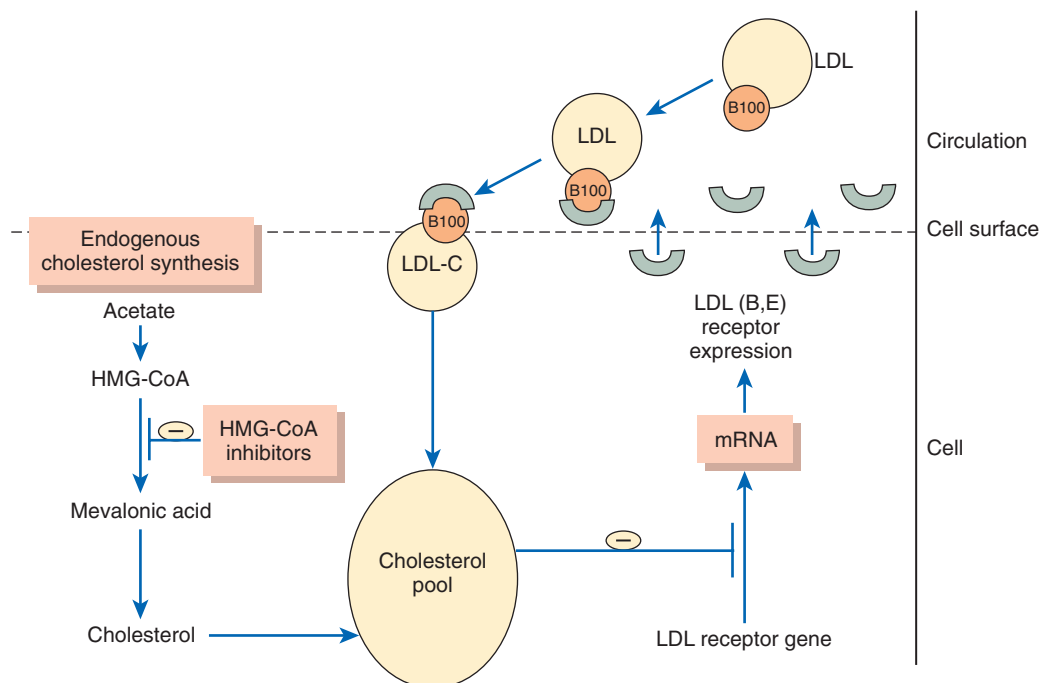 LDL
B100
LDL
B100
Circulation
B100
Cell surface
Endogenous
cholesterol synthesis
LDL-C
Acetate
LDL (B,E)
receptor
expression
HMG-CoA
HMG-CoA
inhibitors
−
mRNA
Cell
Mevalonic acid
Cholesterol
pool
−
Cholesterol
LDL receptor gene